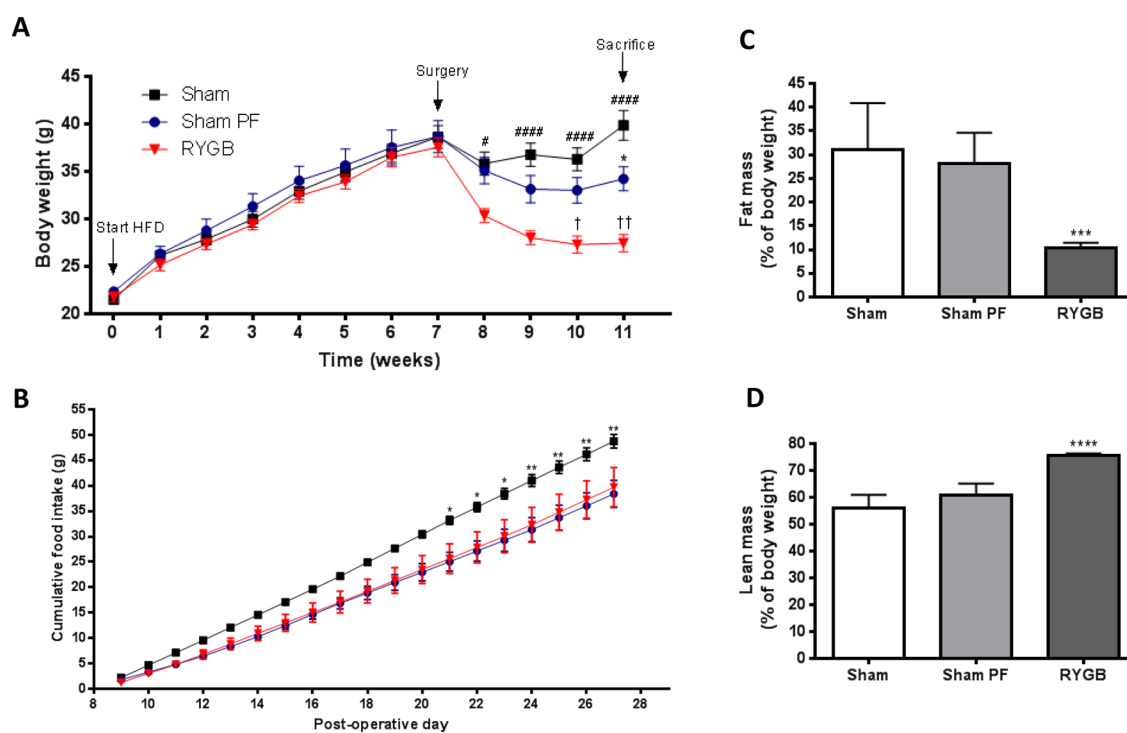 A
Sacrifice
Surgery
Start HFD
Sham
Sham PF
RYGB
# #### #### ####
*
† ††
Body weight (g)
45
40
35
30
25
20
0 1 2 3 4 5 6 7 8 9 10 11
Time (weeks)
B
Cumulative food intake (g)
55
50
45
40
35
30
25
20
15
10
5
0
* * * ** ** ** **
8 10 12 14 16 18 20 22 24 26 28
Post-operative day
C
Fat mass
(% of body weight)
45
40
35
30
25
20
15
10
5
0
***
Sham Sham PF RYGB
D
Lean mass
(% of body weight)
80
70
60
50
40
30
20
10
0
****
Sham Sham PF RYGB